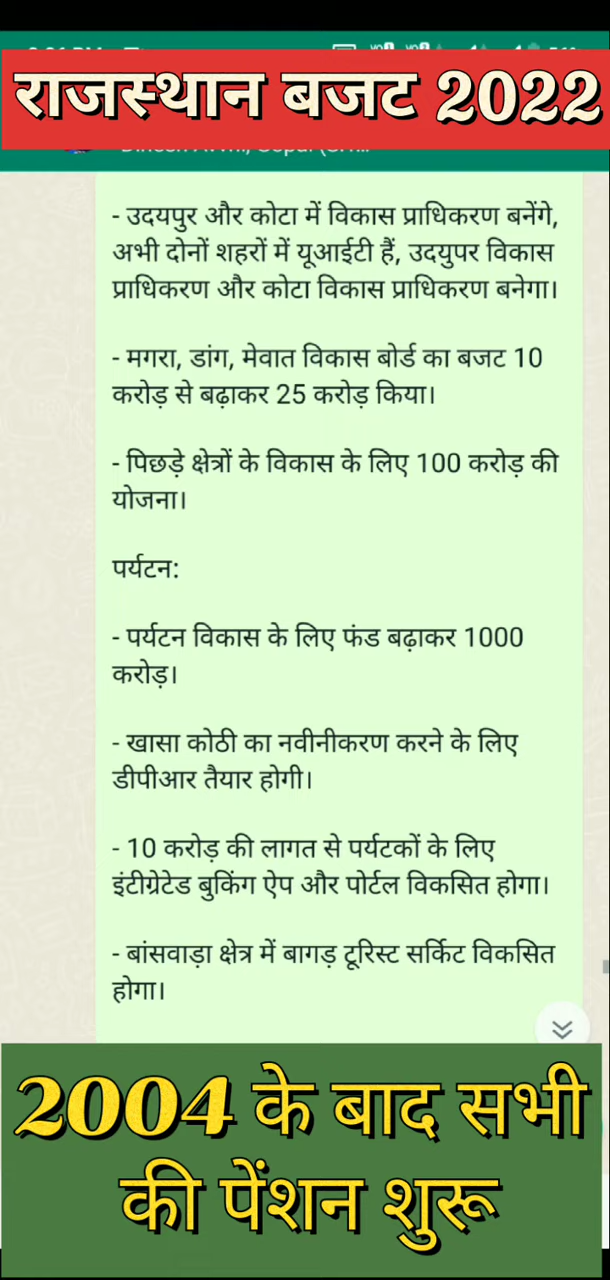 राजस्थान बजट 2022
- उदयपुर और कोटा में विकास प्राधिकरण बनेंगे,
अभी दोनों शहरों में यूआईटी हैं, उदयुपर विकास
प्राधिकरण और कोटा विकास प्राधिकरण बनेगा।
- मगरा, डांग, मेवात विकास बोर्ड का बजट 10
करोड़ से बढ़ाकर 25 करोड़ किया।
- पिछड़े क्षेत्रों के विकास के लिए 100 करोड़ की
योजना।
पर्यटन:
- पर्यटन विकास के लिए फंड बढ़ाकर 1000
करोड़।
- खासा कोठी का नवीनीकरण करने के लिए
डीपीआर तैयार होगी।
- 10 करोड़ की लागत से पर्यटकों के लिए
इंटीग्रेटेड बुकिंग ऐप और पोर्टल विकसित होगा।
- बांसवाड़ा क्षेत्र में बागड़ टूरिस्ट सर्किट विकसित
होगा।
2004 के बाद सभी
की पेंशन शुरू